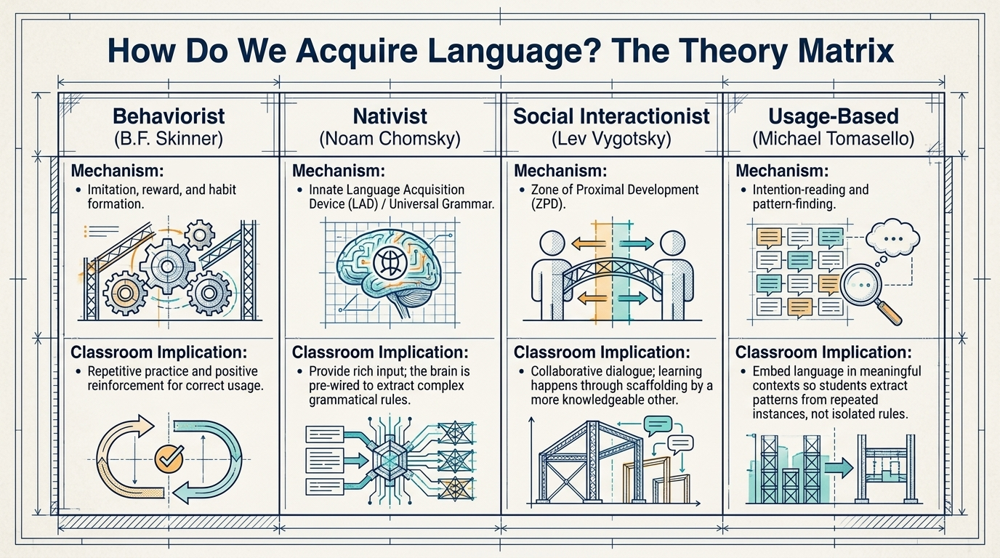 How Do We Acquire Language? The Theory Matrix
Behaviorist
(B.F. Skinner)
Mechanism:
• Imitation, reward, and habit
formation.
Classroom Implication:
• Repetitive practice and positive
reinforcement for correct usage.
Nativist
(Noam Chomsky)
Mechanism:
• Innate Language Acquisition
Device (LAD) / Universal Grammar.
Classroom Implication:
• Provide rich input; the brain is
pre-wired to extract complex
grammatical rules.
Social Interactionist
(Lev Vygotsky)
Mechanism:
• Zone of Proximal Development
(ZPD).
Classroom Implication:
• Collaborative dialogue; learning
happens through scaffolding by a
more knowledgeable other.
Usage-Based
(Michael Tomasello)
Mechanism:
• Intention-reading and
pattern-finding.
Classroom Implication:
• Embed language in meaningful
contexts so students extract
patterns from repeated
instances, not isolated rules.